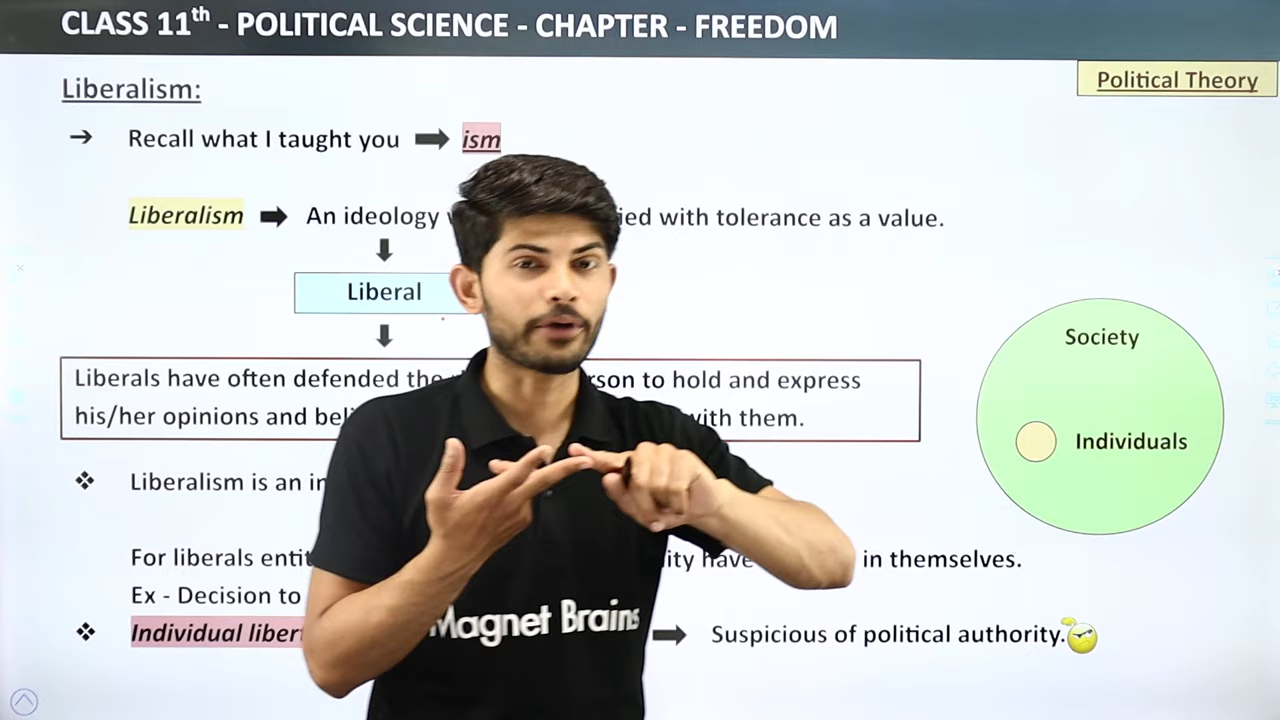 CLASS 11th - POLITICAL SCIENCE - CHAPTER - FREEDOM
Political Theory
Liberalism:
→ Recall what I taught you ism
Liberalism An ideology ied with tolerance as a value.
Liberal
Liberals have often defended the rson to hold and express
his/her opinions and beli with them.
Society
Individuals
❖ Liberalism is an in
For liberals entit ity have in themselves.
Ex - Decision to
❖ Individual liber Suspicious of political authority.
Magnet Brains